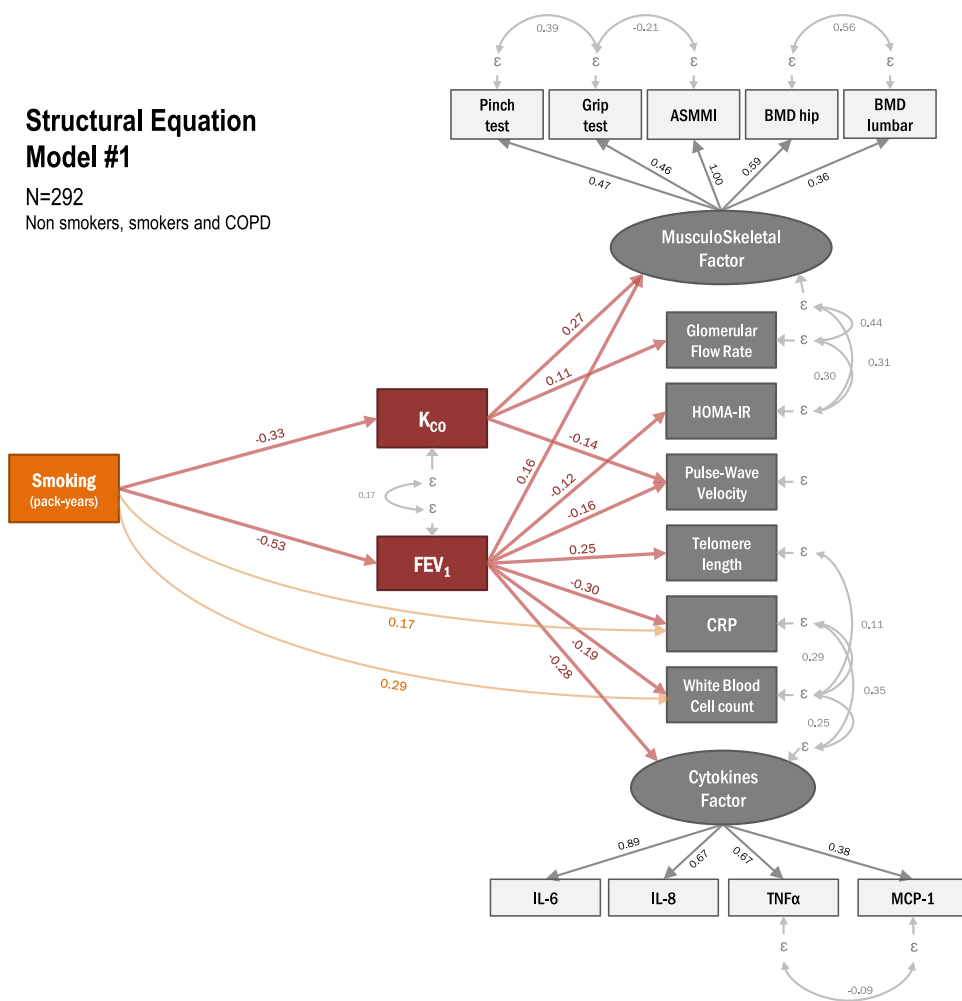 0.39
-0.21
0.56
ε
ε
ε
ε
ε
Pinch
test
Grip
test
ASMMI
BMD hip
BMD
lumbar
Structural Equation
Model #1
N=292
Non smokers, smokers and COPD
0.47
0.46
1.00
0.59
0.36
MusculoSkeletal
Factor
ε
0.27
Glomerular
Flow Rate
ε
0.44
0.11
0.31
0.30
K_CO
HOMA-IR
ε
-0.33
-0.14
0.16
-0.12
Smoking
(pack-years)
ε
0.17
ε
Pulse-Wave
Velocity
ε
-0.16
-0.53
FEV₁
0.25
Telomere
length
ε
-0.30
0.17
CRP
ε
0.11
-0.19
0.29
-0.28
0.29
White Blood
Cell count
ε
0.35
0.25
ε
Cytokines
Factor
0.89
0.67
0.67
0.38
IL-6
IL-8
TNFα
MCP-1
ε
ε
-0.09